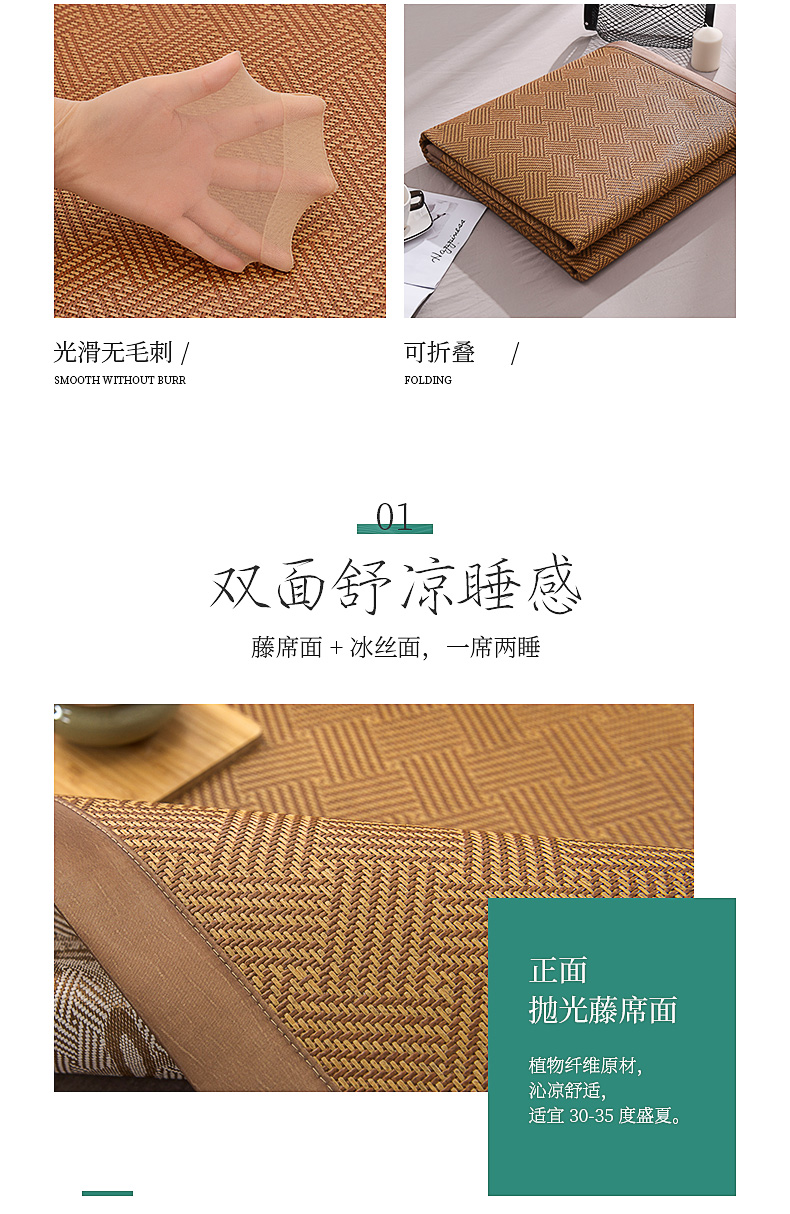 Happiness
光滑无毛刺 /
SMOOTH WITHOUT BURR
可折叠 /
FOLDING
01
双面舒凉睡感
藤席面 + 冰丝面，一席两睡
正面
抛光藤席面
植物纤维原材，
沁凉舒适，
适宜 30-35 度盛夏。